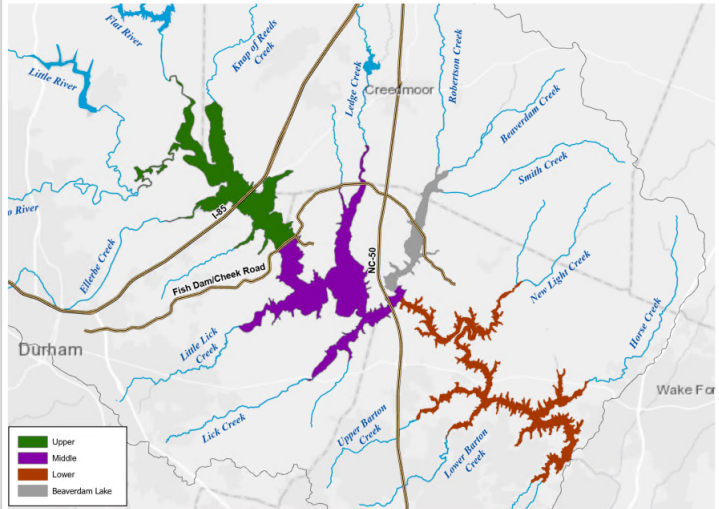 Flat River
Knap of Reeds
Creek
Little River
Ledge Creek
Creedmoor
Robertson Creek
Beaverdam Creek
Smith Creek
o River
I-85
Ellerbe Creek
Fish Dam/Cheek Road
NC-50
New Light Creek
Horse Creek
Durham
Little Lick
Creek
Lick Creek
Wake For
Upper Barton
Creek
Lower Barton
Creek
Upper
Middle
Lower
Beaverdam Lake